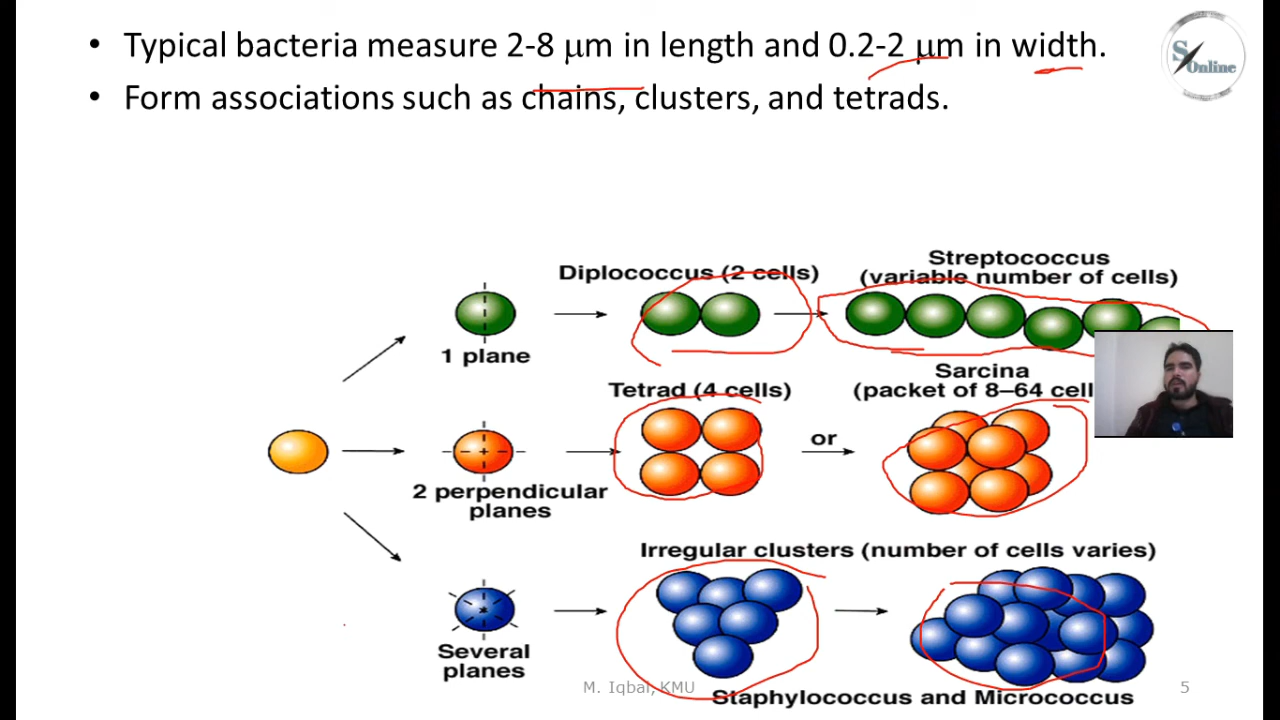 • Typical bacteria measure 2-8 μm in length and 0.2-2 μm in width.
• Form associations such as chains, clusters, and tetrads.
S Online
Diplococcus (2 cells)
Streptococcus
(variable number of cells)
1 plane
Tetrad (4 cells)
Sarcina
(packet of 8–64 cell
or
2 perpendicular
planes
Irregular clusters (number of cells varies)
Several
planes
Staphylococcus and Micrococcus
M. Iqbal, KMU
5